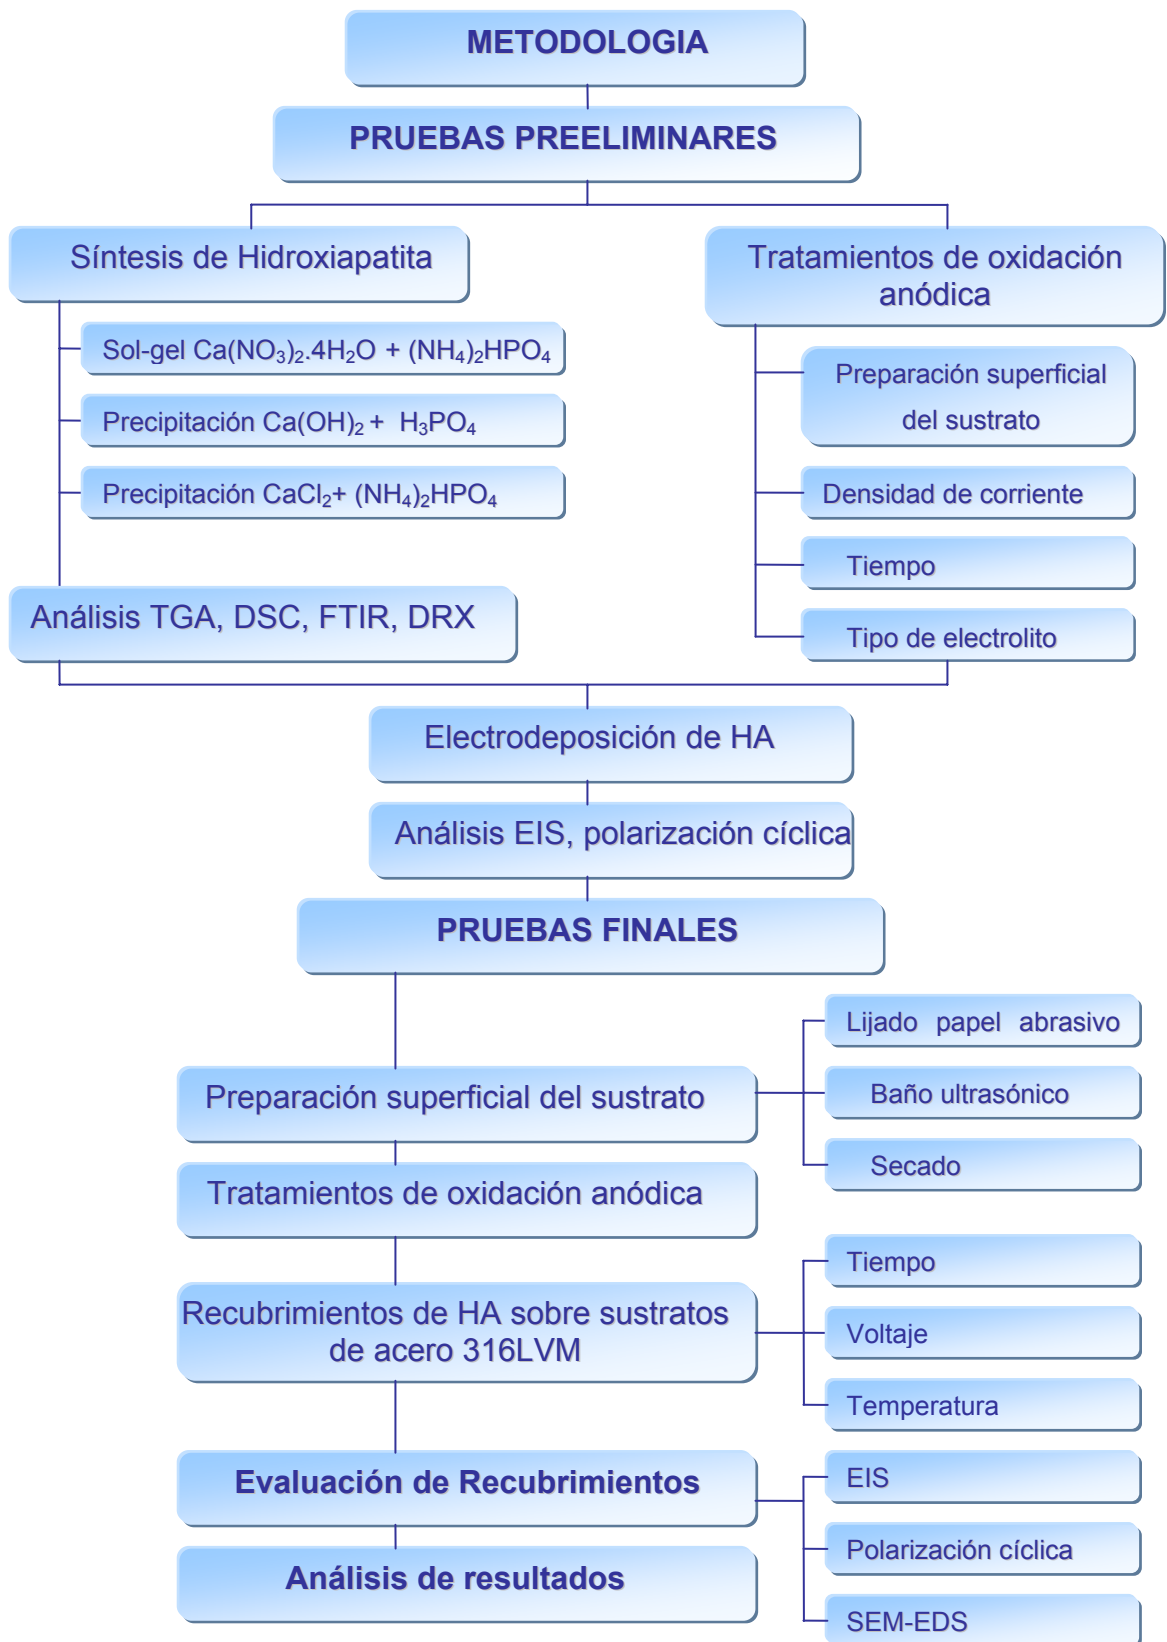 METODOLOGIA
PRUEBAS PREELIMINARES
Síntesis de Hidroxiapatita
Sol-gel Ca(NO₃)₂.4H₂O + (NH₄)₂HPO₄
Precipitación Ca(OH)₂ + H₃PO₄
Precipitación CaCl₂+ (NH₄)₂HPO₄
Análisis TGA, DSC, FTIR, DRX
Tratamientos de oxidación
anódica
Preparación superficial
del sustrato
Densidad de corriente
Tiempo
Tipo de electrolito
Electrodeposición de HA
Análisis EIS, polarización cíclica
PRUEBAS FINALES
Preparación superficial del sustrato
Lijado papel abrasivo
Baño ultrasónico
Secado
Tratamientos de oxidación anódica
Recubrimientos de HA sobre sustratos
de acero 316LVM
Tiempo
Voltaje
Temperatura
Evaluación de Recubrimientos
EIS
Polarización cíclica
SEM-EDS
Análisis de resultados